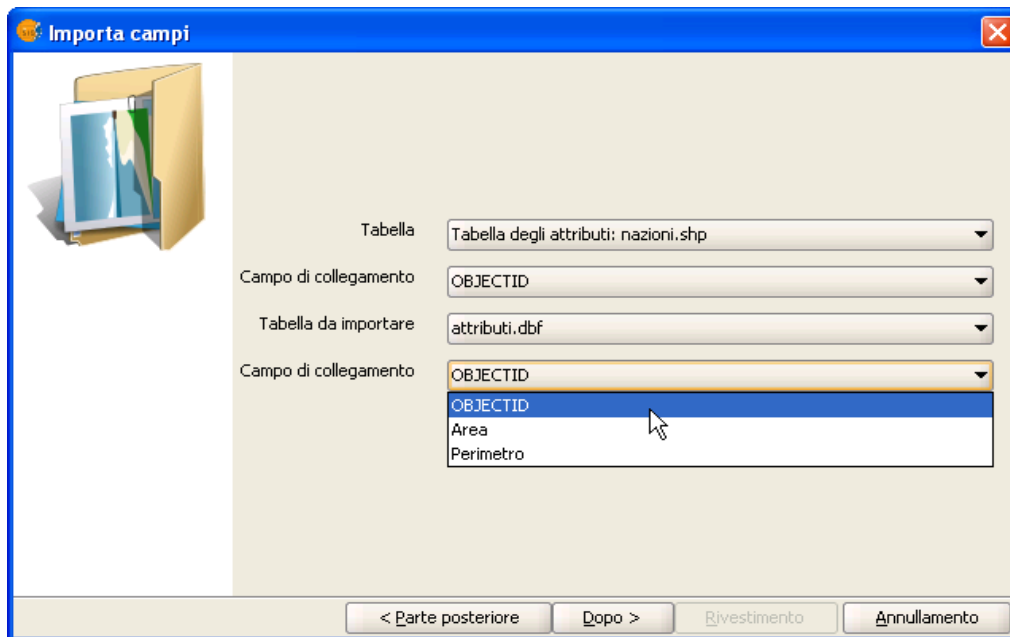 Importa campi
Tabella
Tabella degli attributi: nazioni.shp
Campo di collegamento
OBJECTID
Tabella da importare
attributi.dbf
Campo di collegamento
OBJECTID
OBJECTID
Area
Perimetro
< Parte posteriore
Dopo >
Rivestimento
Annullamento